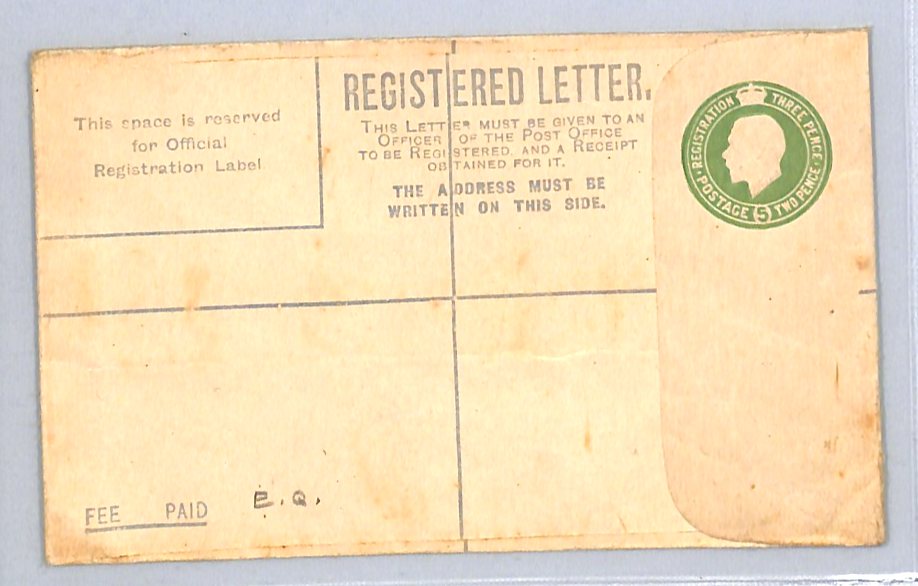 This space is reserved
for Official
Registration Label
REGISTERED LETTER.
THIS LETTER MUST BE GIVEN TO AN
OFFICER OF THE POST OFFICE
TO BE REGISTERED, AND A RECEIPT
OBTAINED FOR IT.
THE ADDRESS MUST BE
WRITTEN ON THIS SIDE.
REGISTRATION THREE PENCE
POSTAGE (5) TWO PENCE
FEE PAID E.Q.